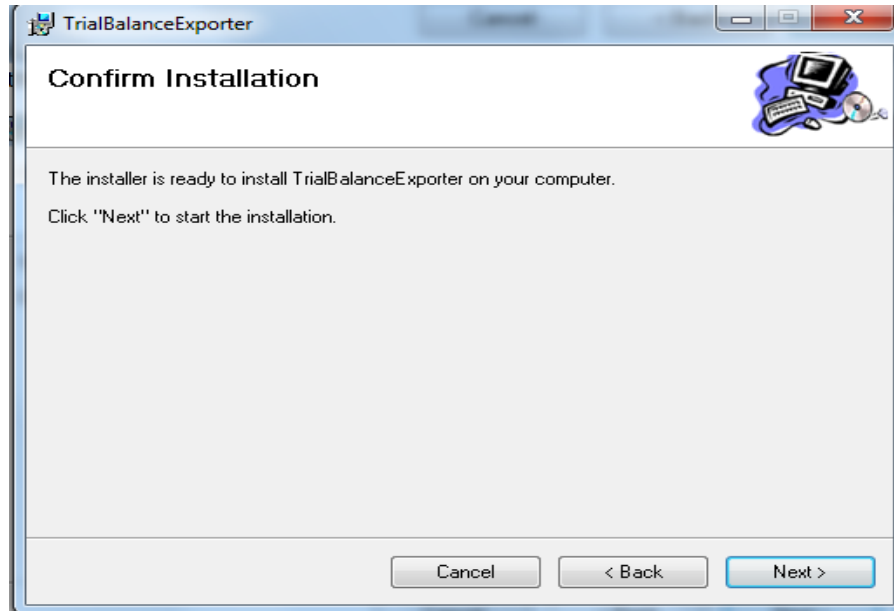 TrialBalanceExporter
Confirm Installation
The installer is ready to install TrialBalanceExporter on your computer.
Click "Next" to start the installation.
Cancel
< Back
Next >